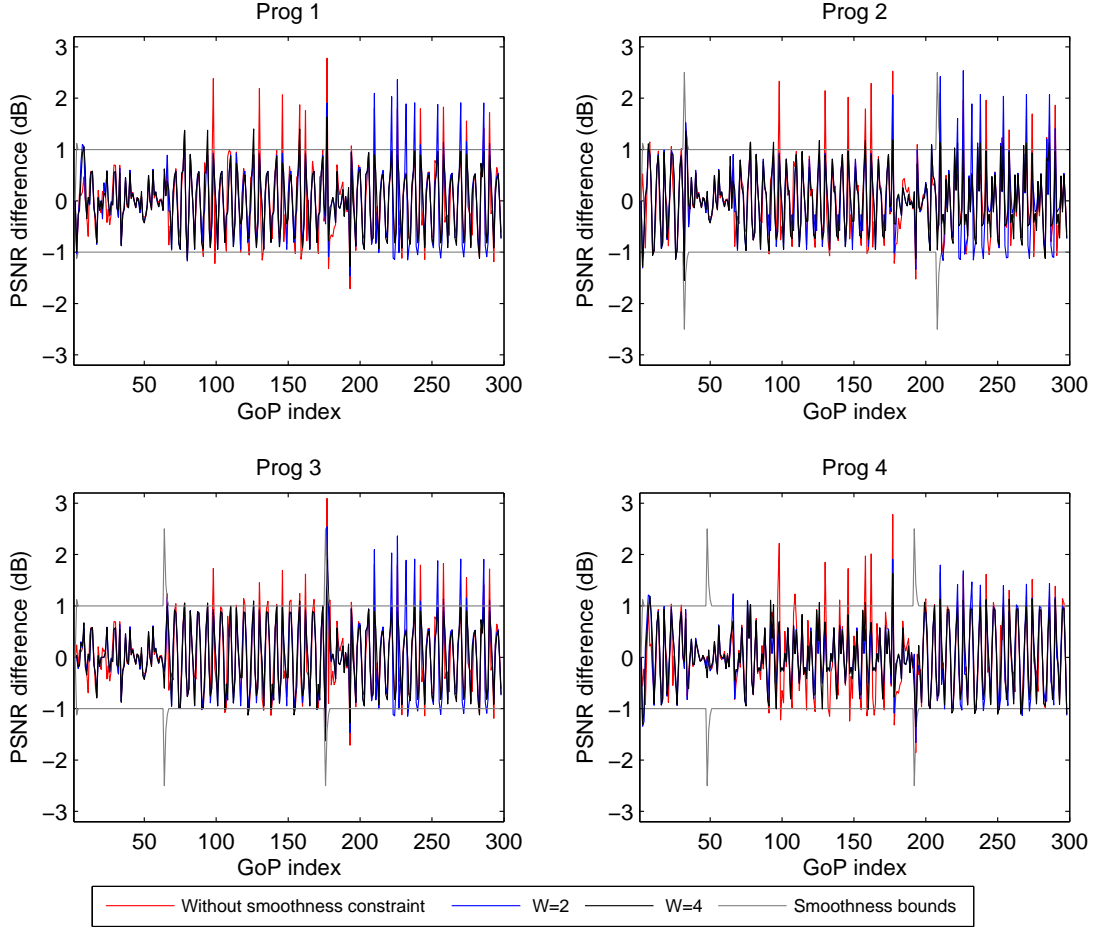 Prog 1
PSNR difference (dB)
3
2
1
0
−1
−2
−3
50 100 150 200 250 300
GoP index
Prog 2
PSNR difference (dB)
3
2
1
0
−1
−2
−3
50 100 150 200 250 300
GoP index
Prog 3
PSNR difference (dB)
3
2
1
0
−1
−2
−3
50 100 150 200 250 300
GoP index
Prog 4
PSNR difference (dB)
3
2
1
0
−1
−2
−3
50 100 150 200 250 300
GoP index
Without smoothness constraint W=2 W=4 Smoothness bounds